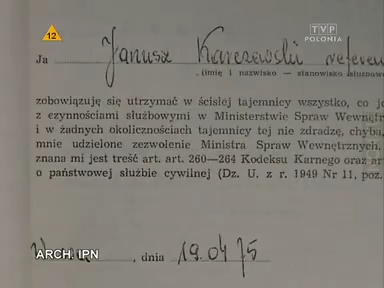 12
TVP
POLONIA
Ja Janusz Karczewski referen
(imię i nazwisko — stanowisko służbowe
zobowiązuję się utrzymać w ścisłej tajemnicy wszystko, co je
z czynnościami służbowymi w Ministerstwie Spraw Wewnętr
i w żadnych okolicznościach tajemnicy tej nie zdradzę, chyba,
mnie udzielone zezwolenie Ministra Spraw Wewnętrznych.
znana mi jest treść art. art. 260—264 Kodeksu Karnego oraz ar
o państwowej służbie cywilnej (Dz. U. z r. 1949 Nr 11, poz.
, dnia 19.04 75
ARCH. IPN